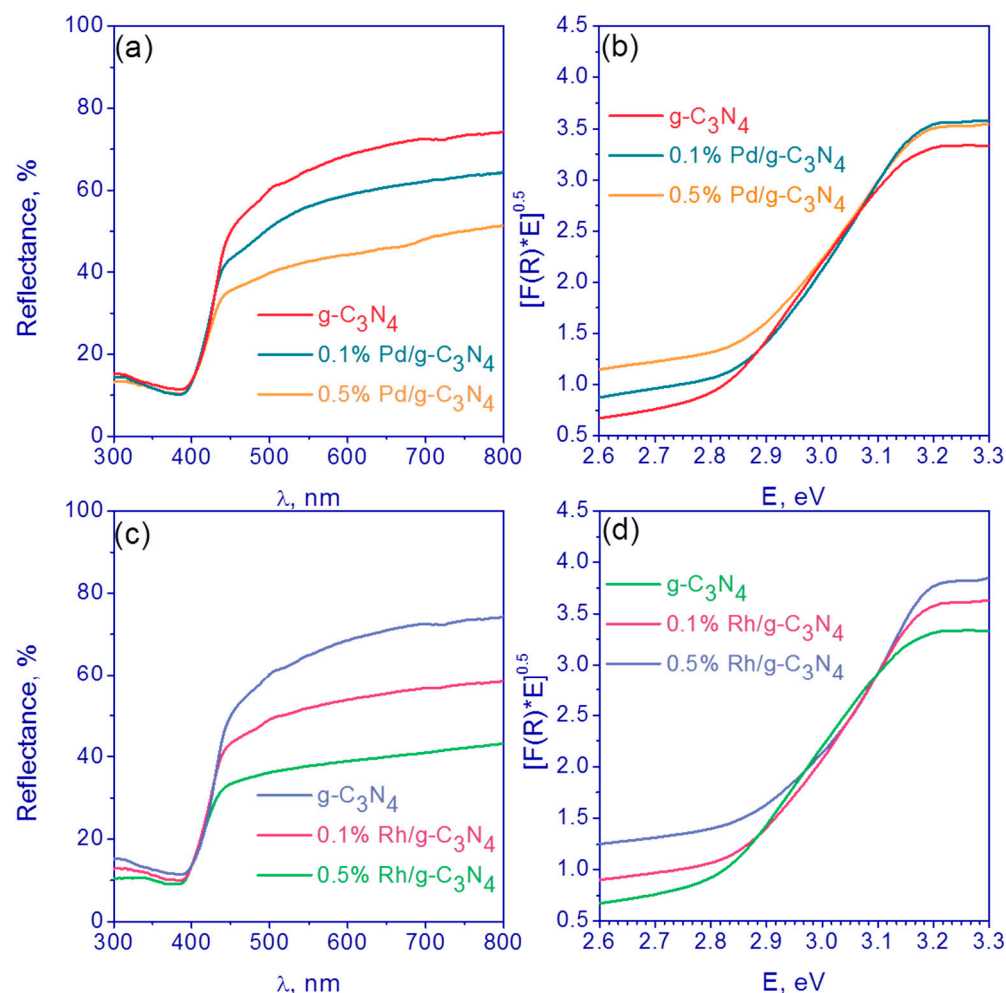 (a)
100
80
60
40
20
0
Reflectance, %
g-C₃N₄
0.1% Pd/g-C₃N₄
0.5% Pd/g-C₃N₄
300 400 500 600 700 800
λ, nm
(b)
4.5
4.0
3.5
3.0
2.5
2.0
1.5
1.0
0.5
[F(R)*E]⁰·⁵
g-C₃N₄
0.1% Pd/g-C₃N₄
0.5% Pd/g-C₃N₄
2.6 2.7 2.8 2.9 3.0 3.1 3.2 3.3
E, eV
(c)
100
80
60
40
20
0
Reflectance, %
g-C₃N₄
0.1% Rh/g-C₃N₄
0.5% Rh/g-C₃N₄
300 400 500 600 700 800
λ, nm
(d)
4.5
4.0
3.5
3.0
2.5
2.0
1.5
1.0
0.5
[F(R)*E]⁰·⁵
g-C₃N₄
0.1% Rh/g-C₃N₄
0.5% Rh/g-C₃N₄
2.6 2.7 2.8 2.9 3.0 3.1 3.2 3.3
E, eV